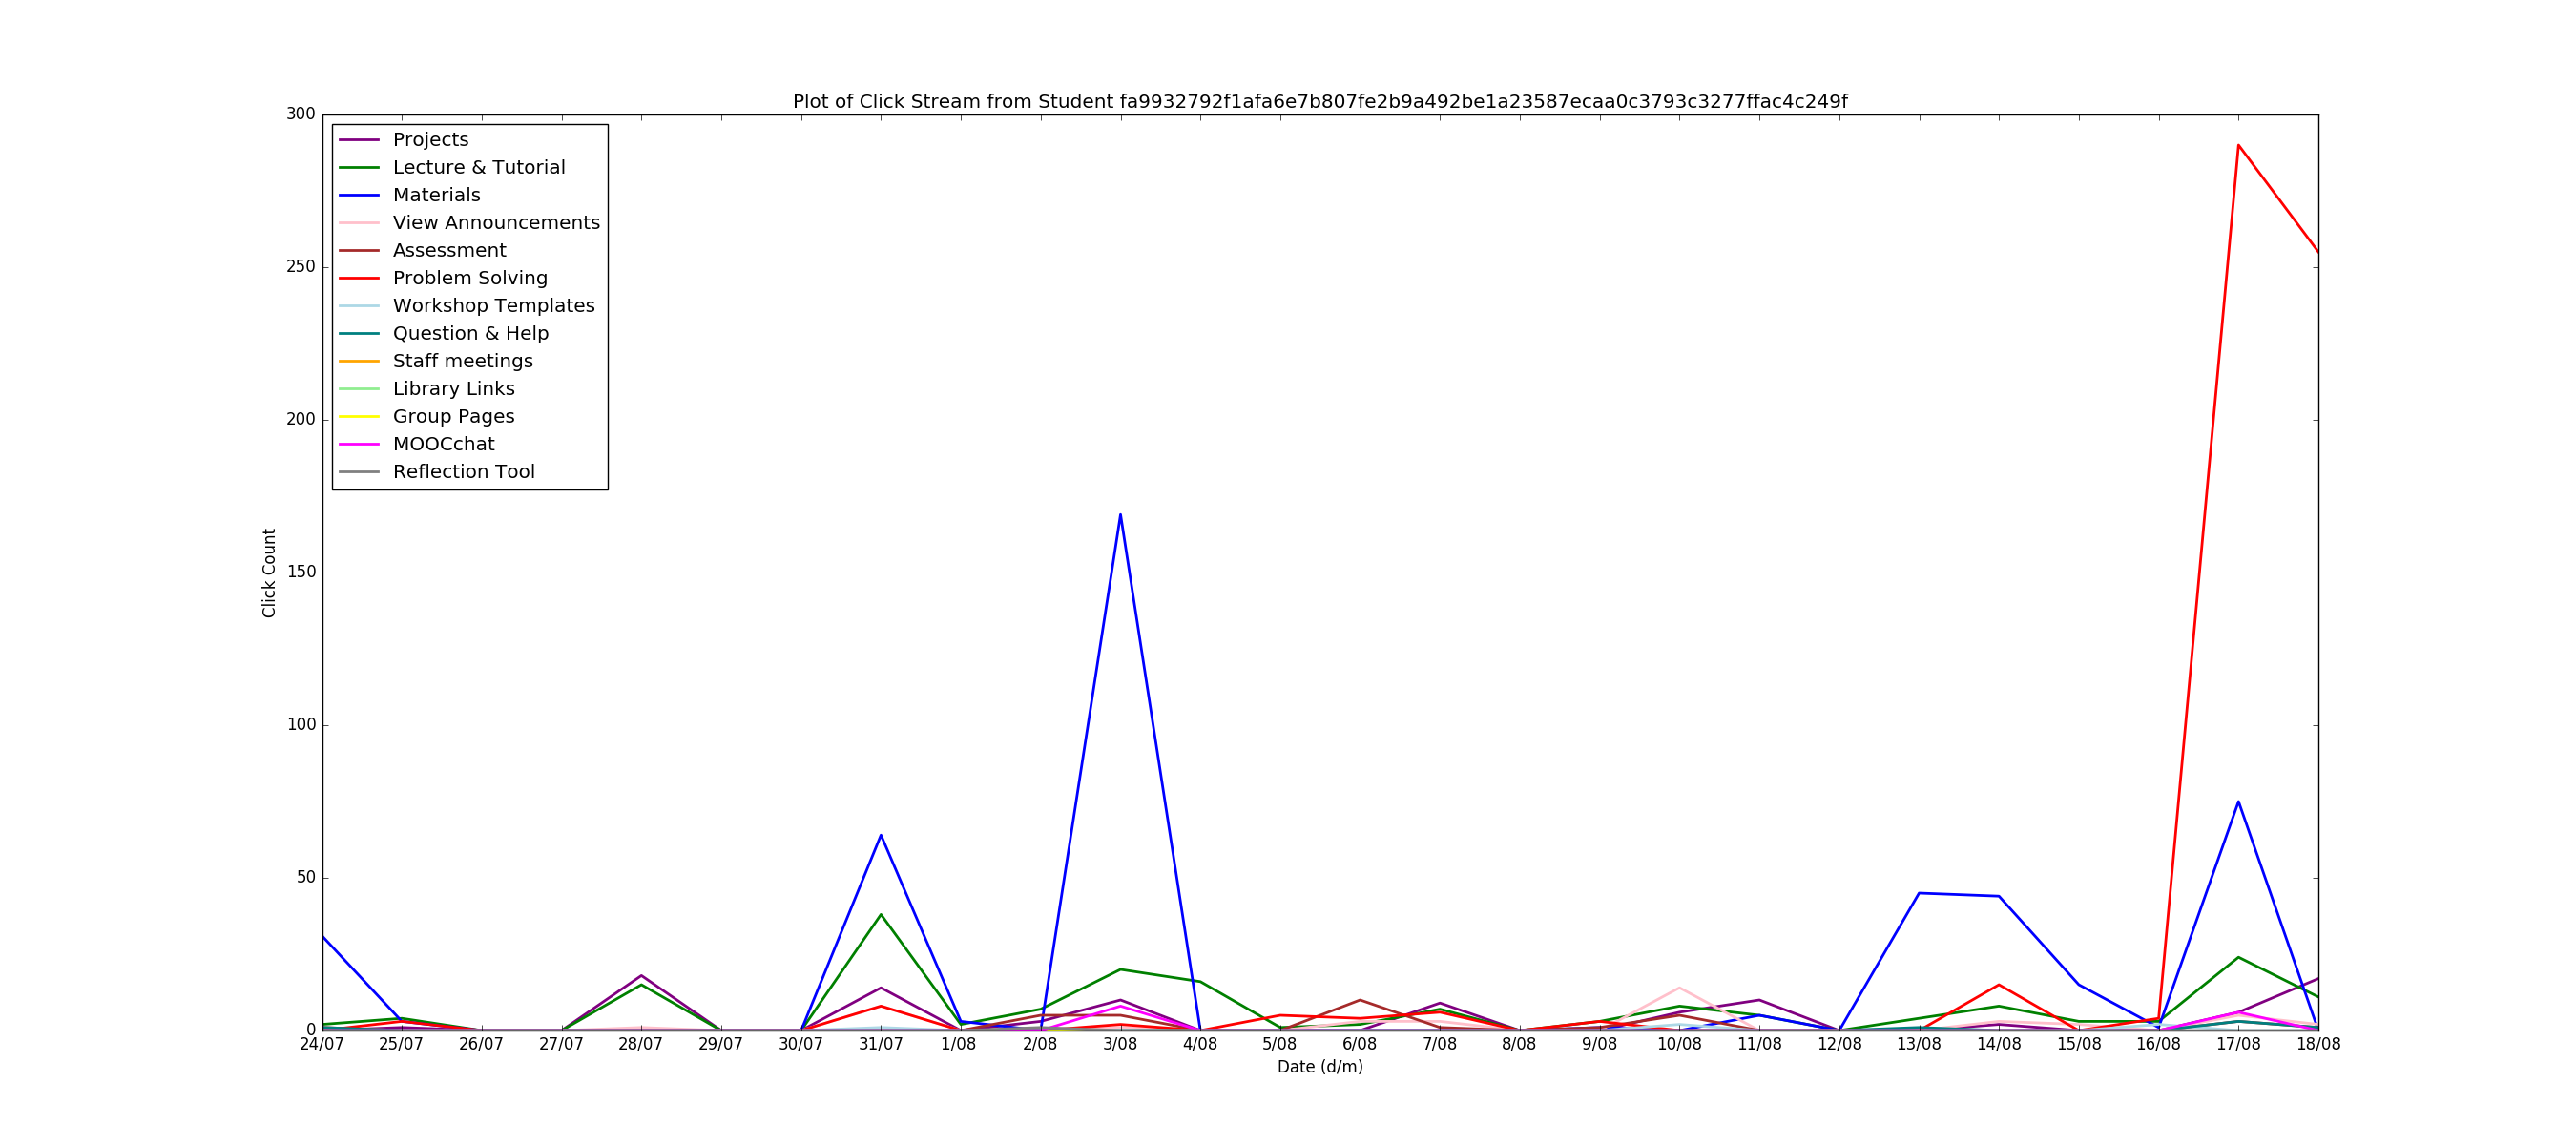 Plot of Click Stream from Student fa9932792f1afa6e7b807fe2b9a492be1a23587ecaa0c3793c3277ffac4c249f
300
250
200
150
100
50
0
Click Count
Projects
Lecture & Tutorial
Materials
View Announcements
Assessment
Problem Solving
Workshop Templates
Question & Help
Staff meetings
Library Links
Group Pages
MOOCchat
Reflection Tool
24/07 25/07 26/07 27/07 28/07 29/07 30/07 31/07 1/08 2/08 3/08 4/08 5/08 6/08 7/08 8/08 9/08 10/08 11/08 12/08 13/08 14/08 15/08 16/08 17/08 18/08
Date (d/m)